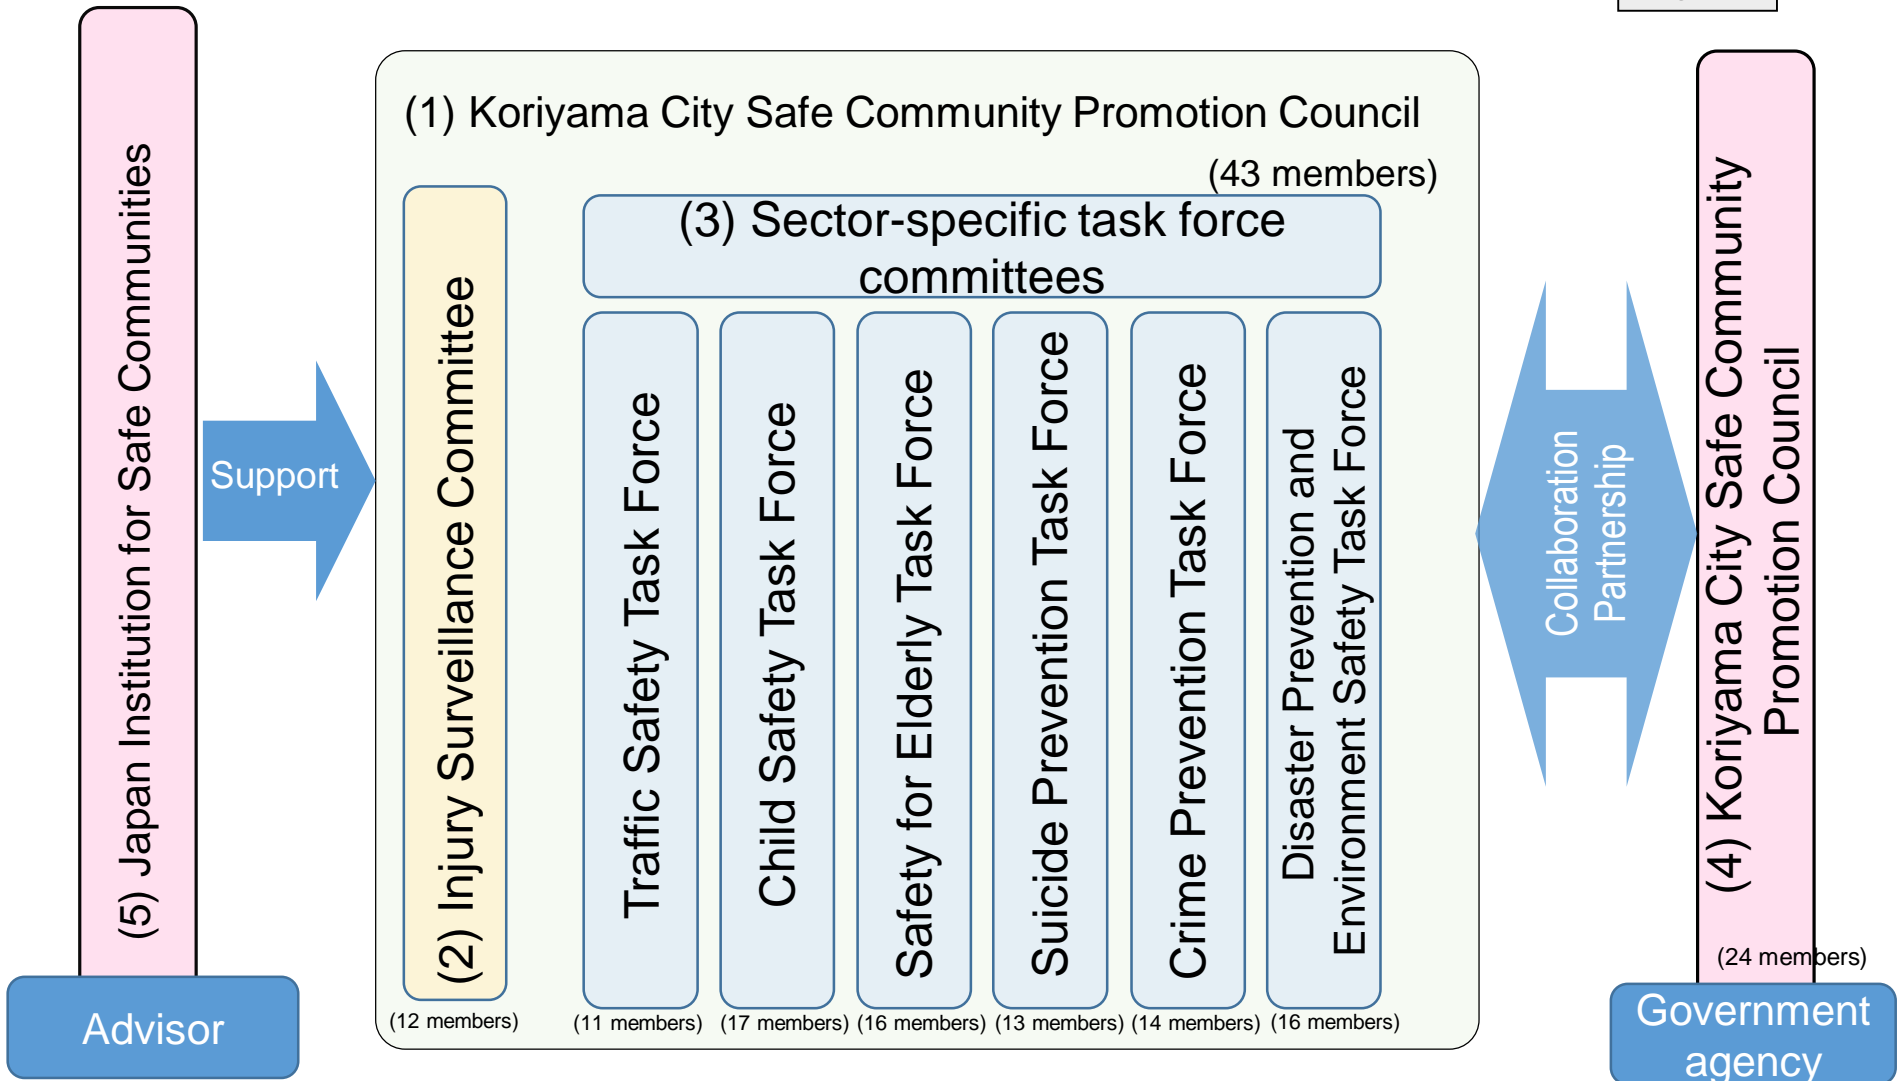 (5) Japan Institution for Safe Communities
Advisor
Support
(1) Koriyama City Safe Community Promotion Council
(43 members)
(2) Injury Surveillance Committee
(12 members)
(3) Sector-specific task force
committees
Traffic Safety Task Force
(11 members)
Child Safety Task Force
(17 members)
Safety for Elderly Task Force
(16 members)
Suicide Prevention Task Force
(13 members)
Crime Prevention Task Force
(14 members)
Disaster Prevention and
Environment Safety Task Force
(16 members)
Collaboration
Partnership
(4) Koriyama City Safe Community
Promotion Council
(24 members)
Government
agency